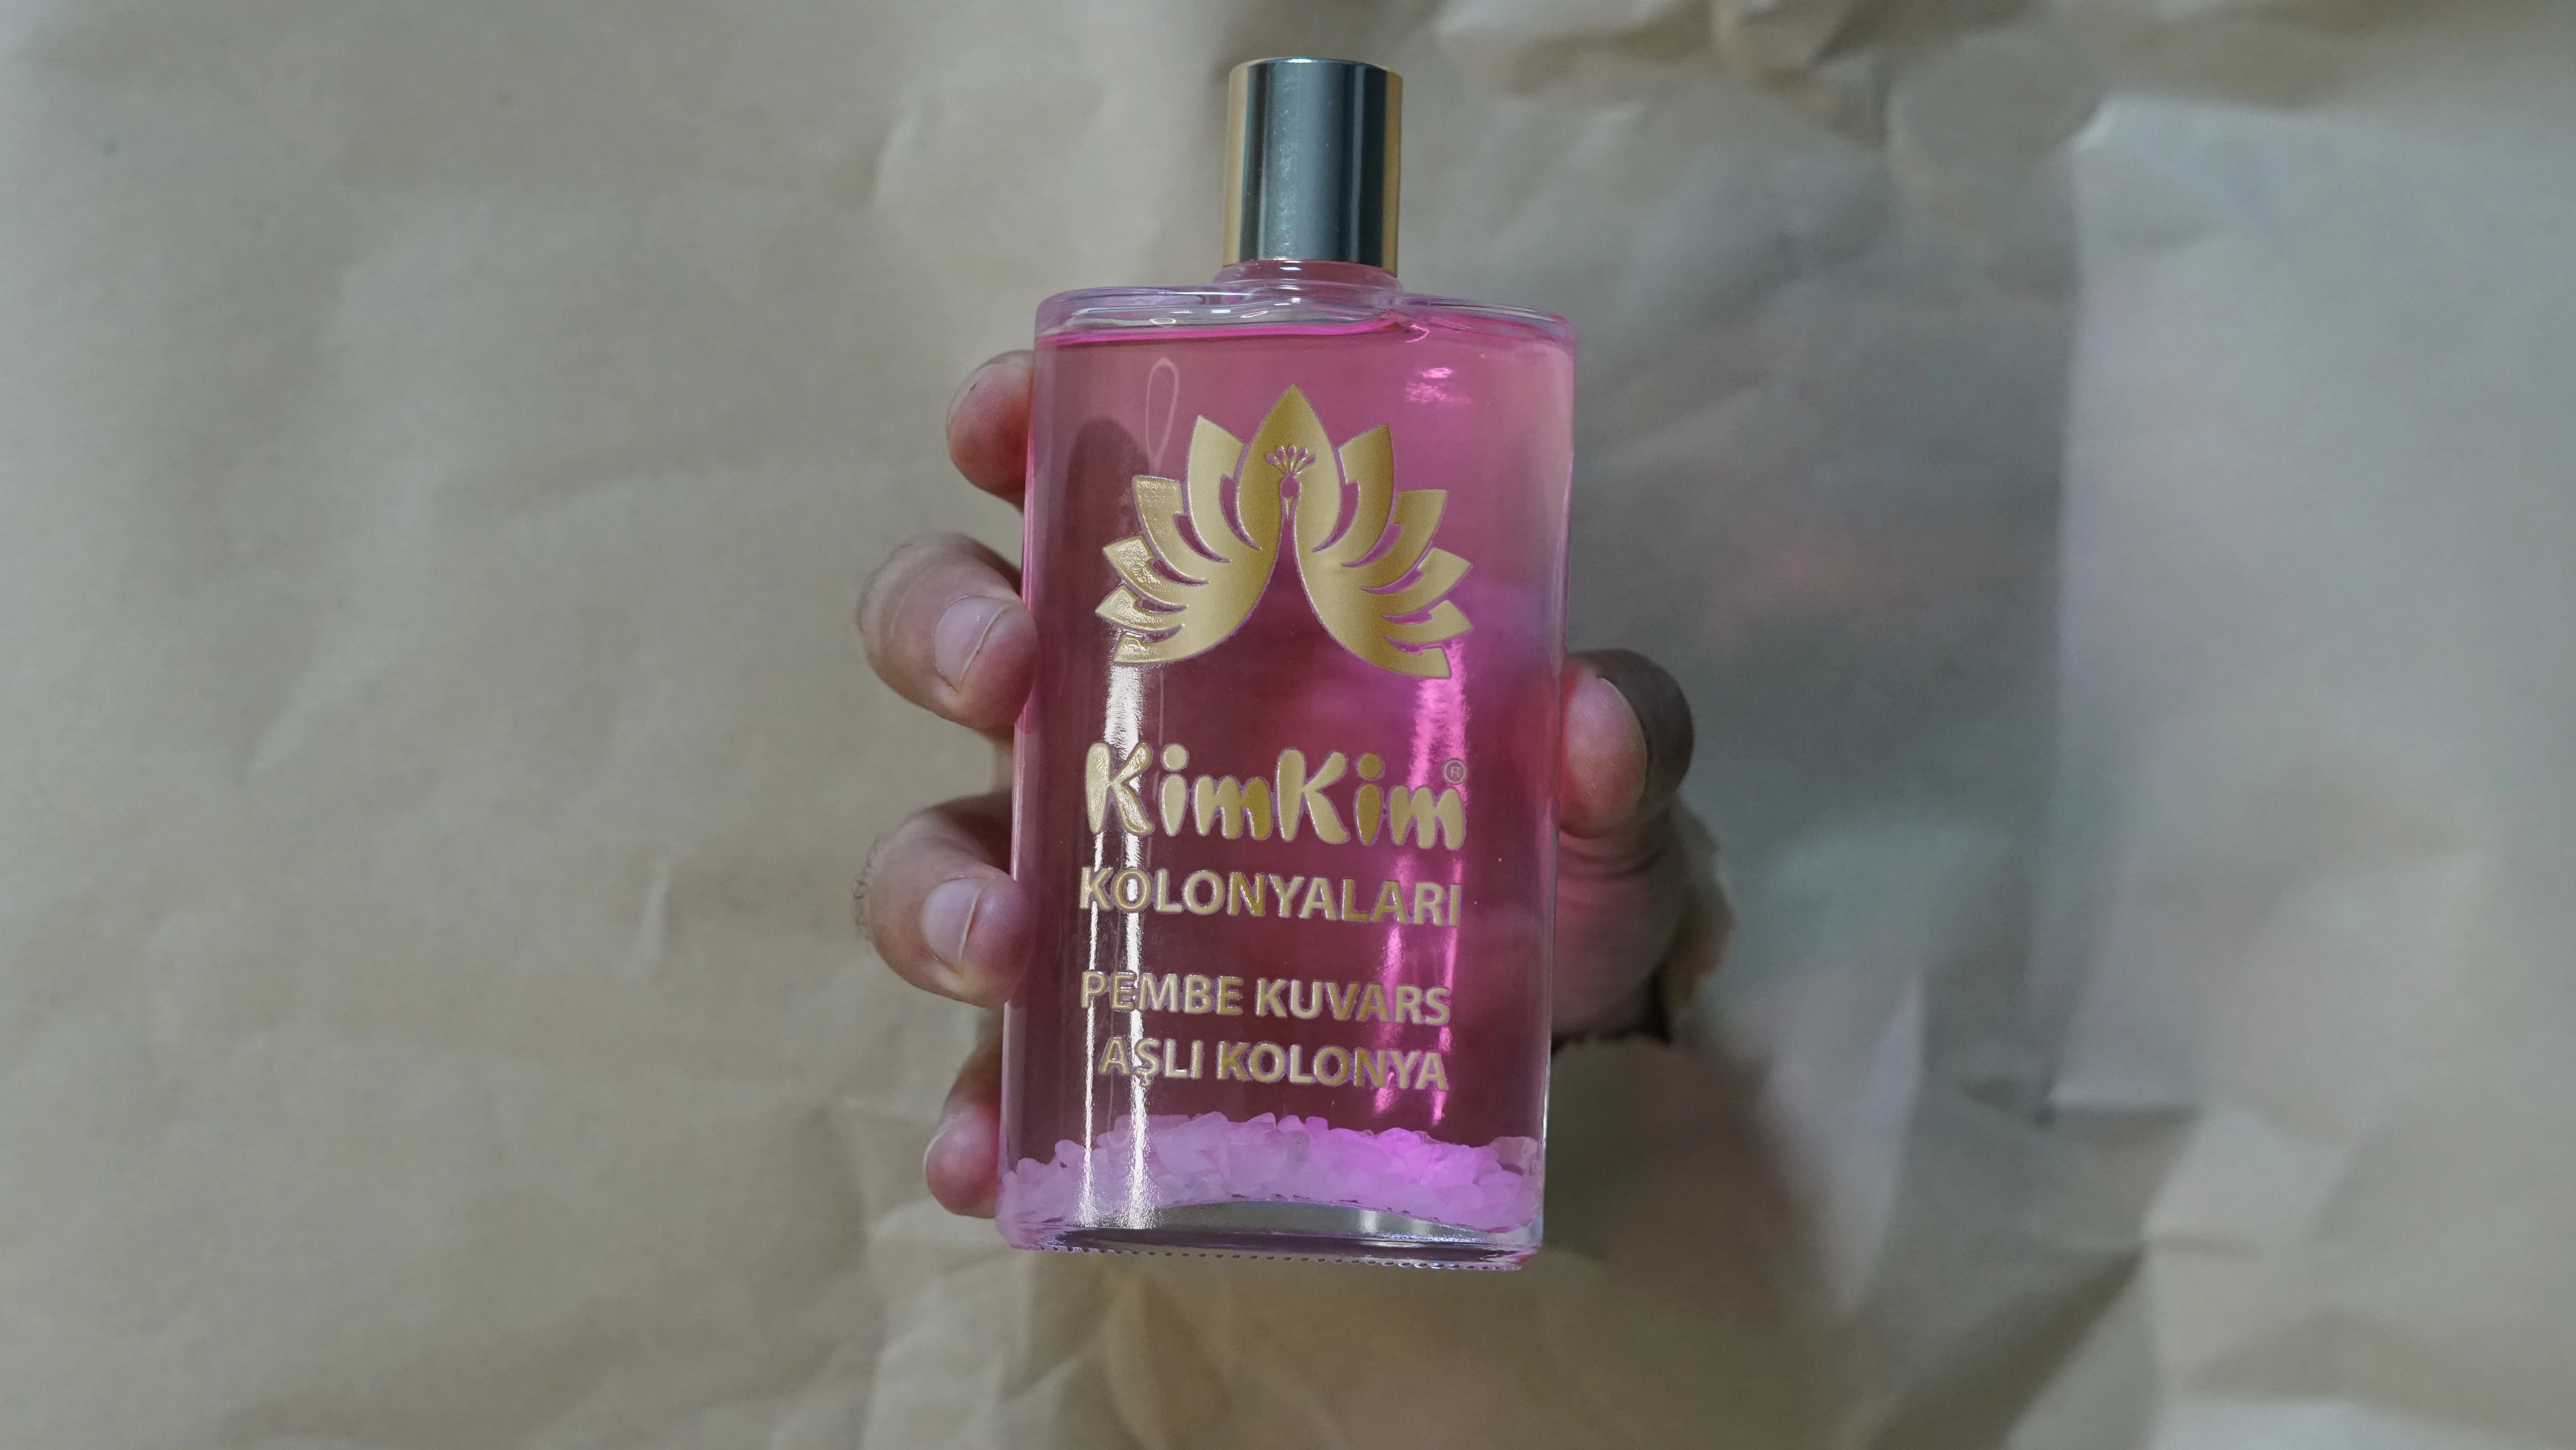 KimKim®
KOLONYALARI
PEMBE KUVARS
AŞLI KOLONYA